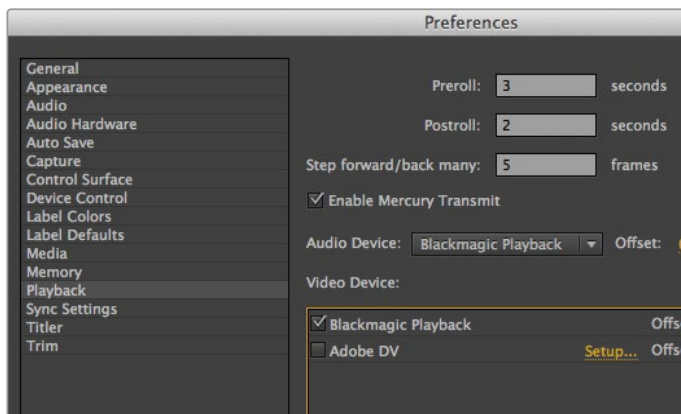 Preferences
General
Appearance
Audio
Audio Hardware
Auto Save
Capture
Control Surface
Device Control
Label Colors
Label Defaults
Media
Memory
Playback
Sync Settings
Titler
Trim
Preroll: 3 seconds
Postroll: 2 seconds
Step forward/back many: 5 frames
Enable Mercury Transmit
Audio Device: Blackmagic Playback Offset:
Video Device:
Blackmagic Playback Offs
Adobe DV Setup... Offs